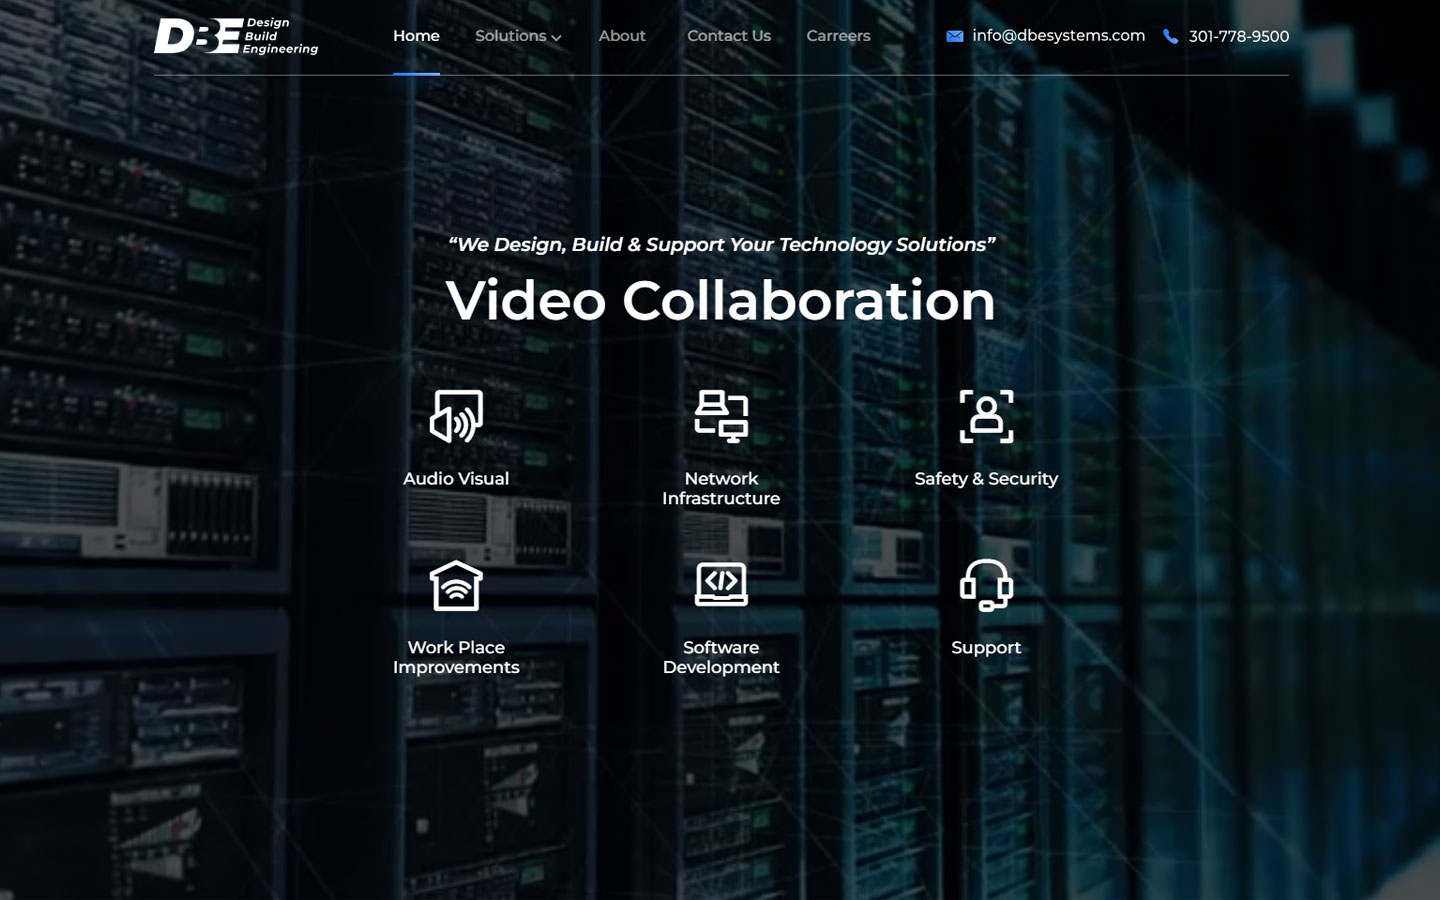 DBE Design
Build
Engineering
Home
Solutions
About
Contact Us
Carreers
info@dbesystems.com
301-778-9500
“We Design, Build & Support Your Technology Solutions”
Video Collaboration
Audio Visual
Network
Infrastructure
Safety & Security
Work Place
Improvements
Software
Development
Support